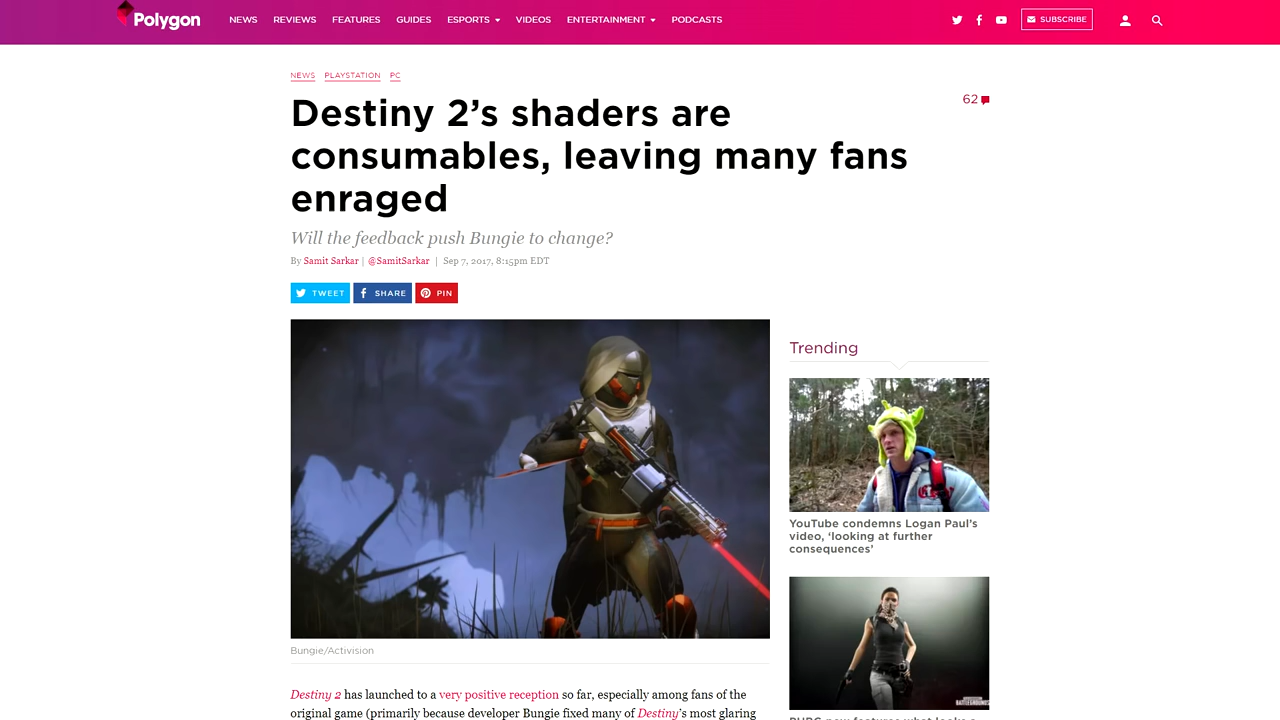 Polygon
NEWS REVIEWS FEATURES GUIDES ESPORTS VIDEOS ENTERTAINMENT PODCASTS
SUBSCRIBE
NEWS PLAYSTATION PC
62
Destiny 2’s shaders are
consumables, leaving many fans
enraged
Will the feedback push Bungie to change?
By Samit Sarkar | @SamitSarkar | Sep 7, 2017, 8:15pm EDT
TWEET SHARE PIN
Bungie/Activision
Destiny 2 has launched to a very positive reception so far, especially among fans of the
original game (primarily because developer Bungie fixed many of Destiny’s most glaring
Trending
YouTube condemns Logan Paul’s
video, ‘looking at further
consequences’